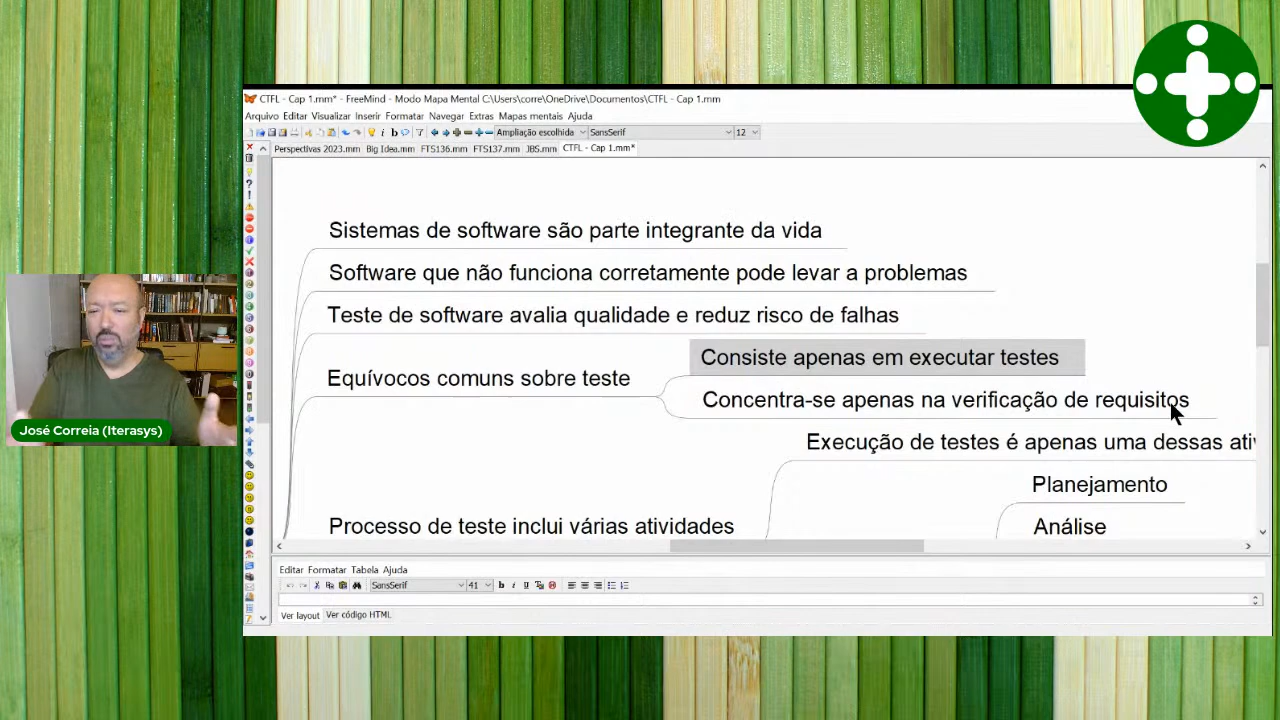 CTFL - Cap 1.mm* - FreeMind - Modo Mapa Mental C:\Users\corre\OneDrive\Documentos\CTFL - Cap 1.mm
Arquivo Editar Visualizar Inserir Formatar Navegar Extras Mapas mentais Ajuda
Ampliação escolhida SansSerif 12
Perspectivas 2023.mm Big Idea.mm FTS136.mm FTS137.mm JBS.mm CTFL - Cap 1.mm*
Sistemas de software são parte integrante da vida
Software que não funciona corretamente pode levar a problemas
Teste de software avalia qualidade e reduz risco de falhas
Equívocos comuns sobre teste
Consiste apenas em executar testes
Concentra-se apenas na verificação de requisitos
Execução de testes é apenas uma dessas ativ
Planejamento
Processo de teste inclui várias atividades
Análise
Editar Formatar Tabela Ajuda
SansSerif 41
Ver layout Ver código HTML
José Correia (Iterasys)